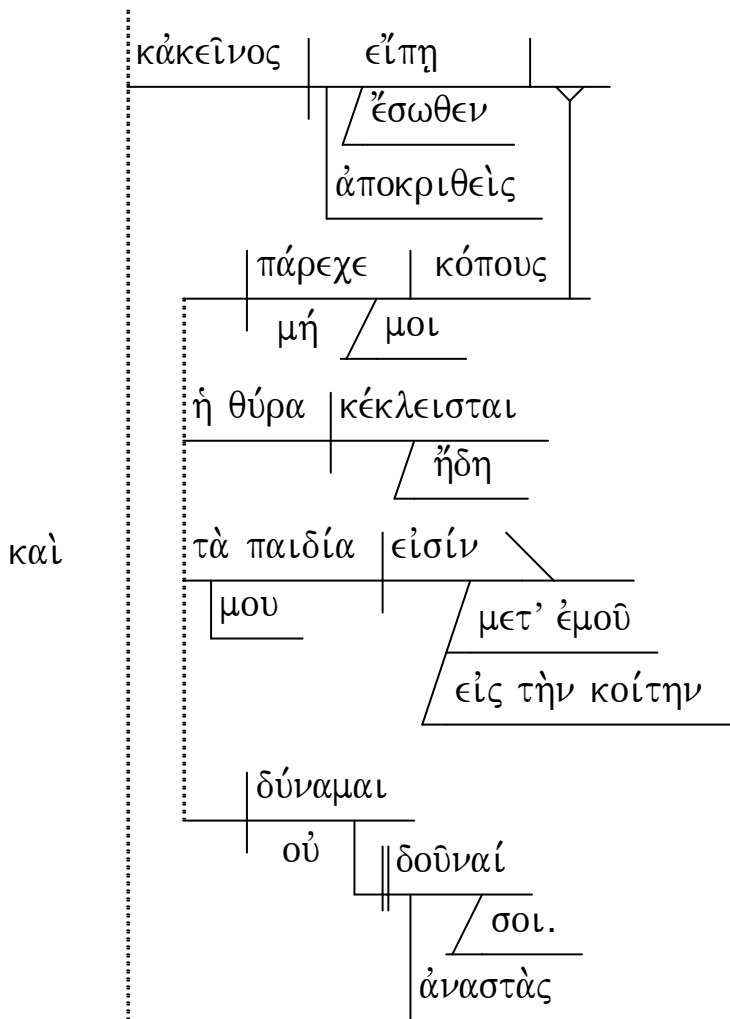 κἀκεῖνος εἴπῃ
ἔσωθεν
ἀποκριθεὶς
πάρεχε κόπους
μή μοι
ἡ θύρα κέκλεισται
ἤδη
καὶ τὰ παιδία εἰσίν
μου μετ’ ἐμοῦ
εἰς τὴν κοίτην
δύναμαι
οὐ δοῦναί
σοι.
ἀναστὰς